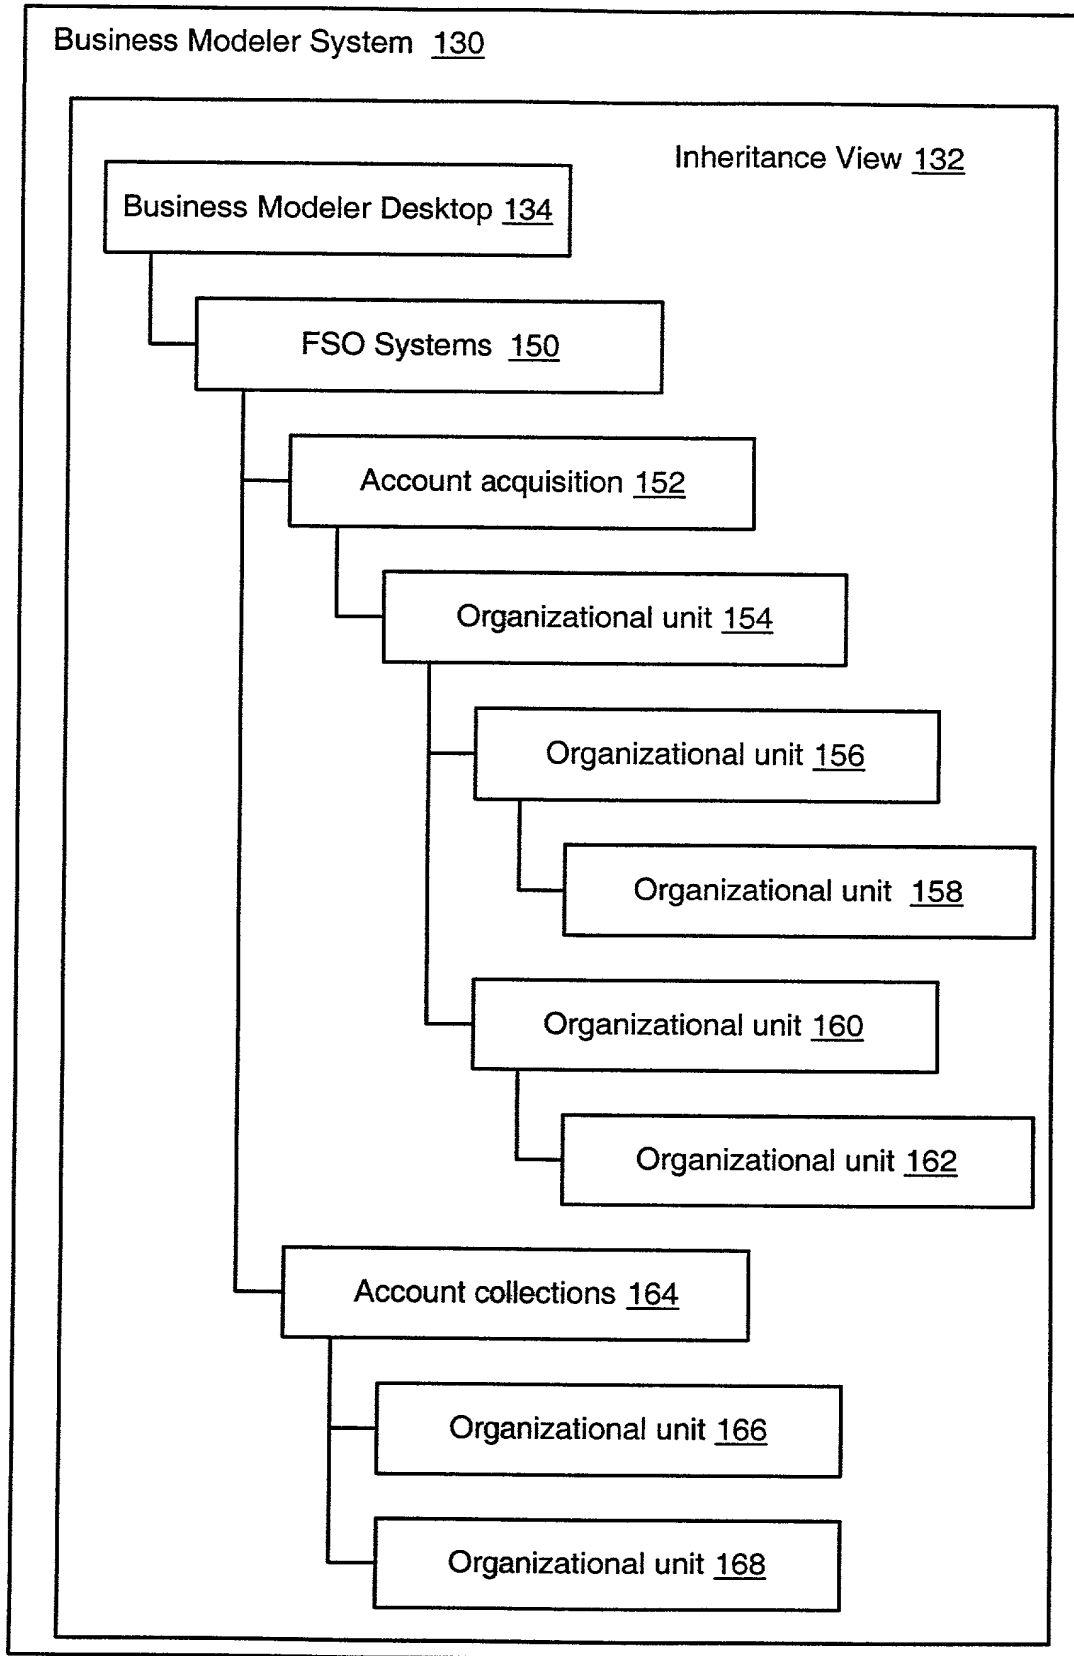 Business Modeler System 130
Inheritance View 132
Business Modeler Desktop 134
FSO Systems 150
Account acquisition 152
Organizational unit 154
Organizational unit 156
Organizational unit 158
Organizational unit 160
Organizational unit 162
Account collections 164
Organizational unit 166
Organizational unit 168